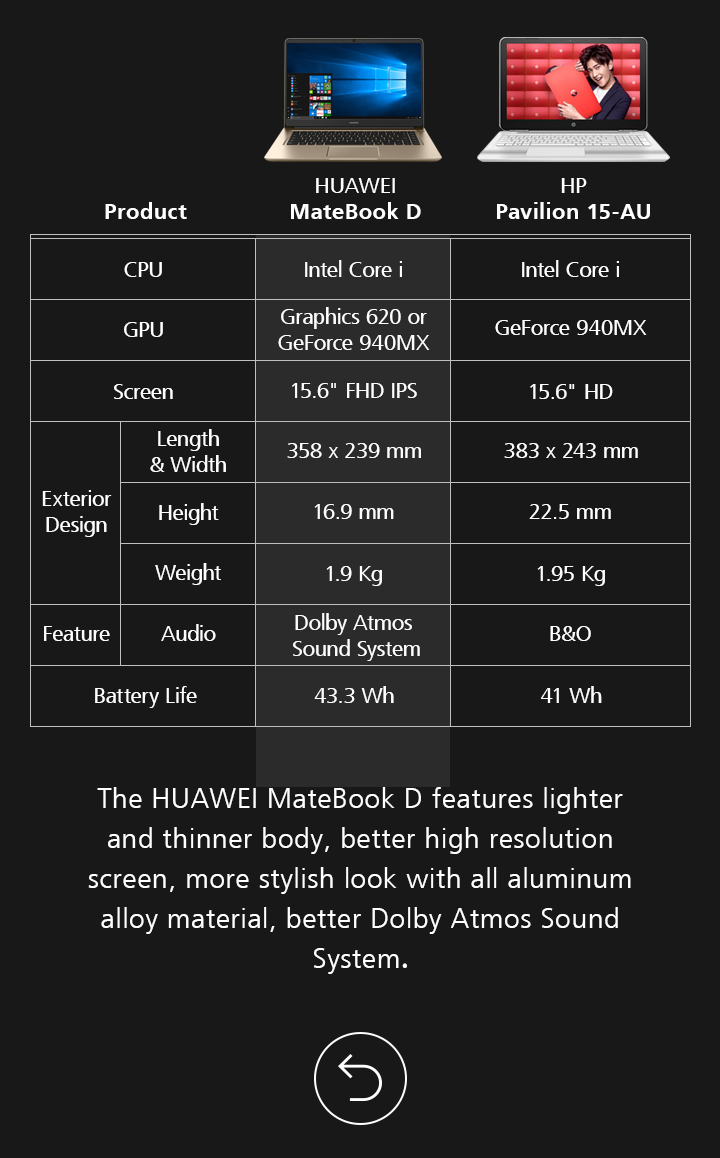 HUAWEI
MateBook D
HP
Pavilion 15-AU
Product
CPU
Intel Core i
Intel Core i
GPU
Graphics 620 or
GeForce 940MX
GeForce 940MX
Screen
15.6" FHD IPS
15.6" HD
Exterior
Design
Length
& Width
358 x 239 mm
383 x 243 mm
Height
16.9 mm
22.5 mm
Weight
1.9 Kg
1.95 Kg
Feature
Audio
Dolby Atmos
Sound System
B&O
Battery Life
43.3 Wh
41 Wh
The HUAWEI MateBook D features lighter
and thinner body, better high resolution
screen, more stylish look with all aluminum
alloy material, better Dolby Atmos Sound
System.